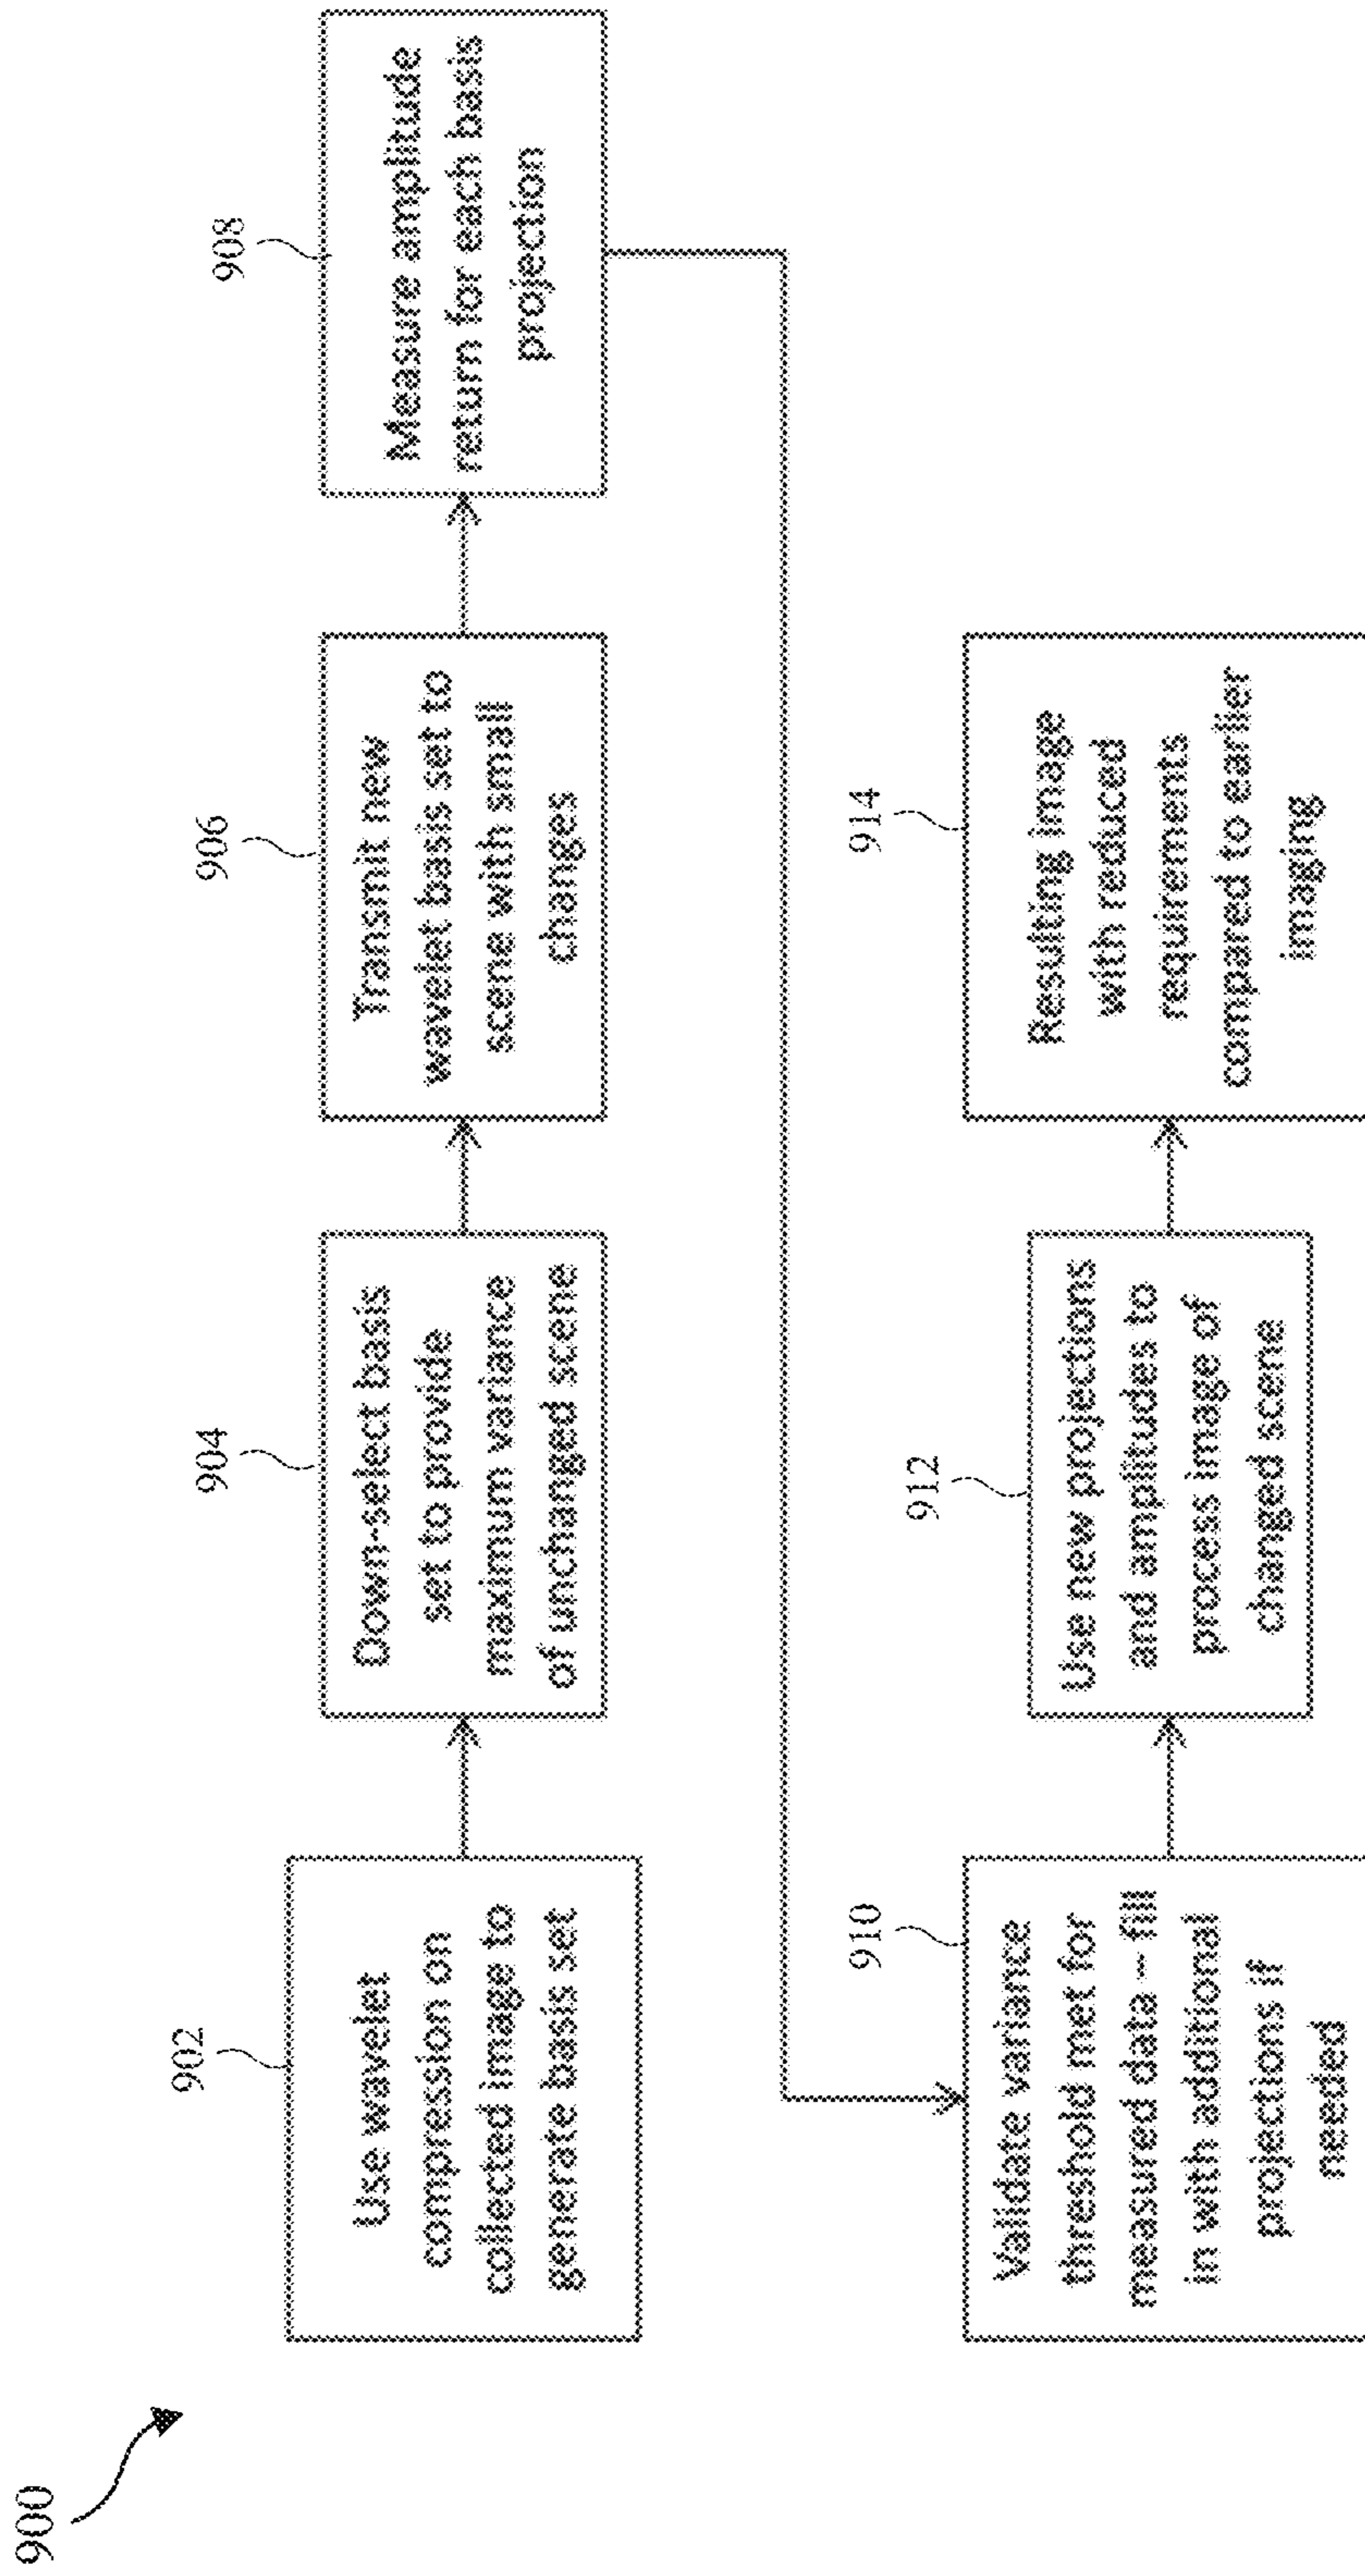 900
902
Use wavelet
compression on
collected image to
generate basis set
904
Down-select basis
set to provide
maximum variance
of unchanged scene
906
Transmit new
wavelet basis set to
scene with small
changes
908
Measure amplitude
return for each basis
projection
910
Validate variance
threshold met for
measured data – fill
in with additional
projections if
needed
912
Use new projections
and amplitudes to
process image of
changed scene
914
Resulting image
with reduced
requirements
compared to earlier
imaging